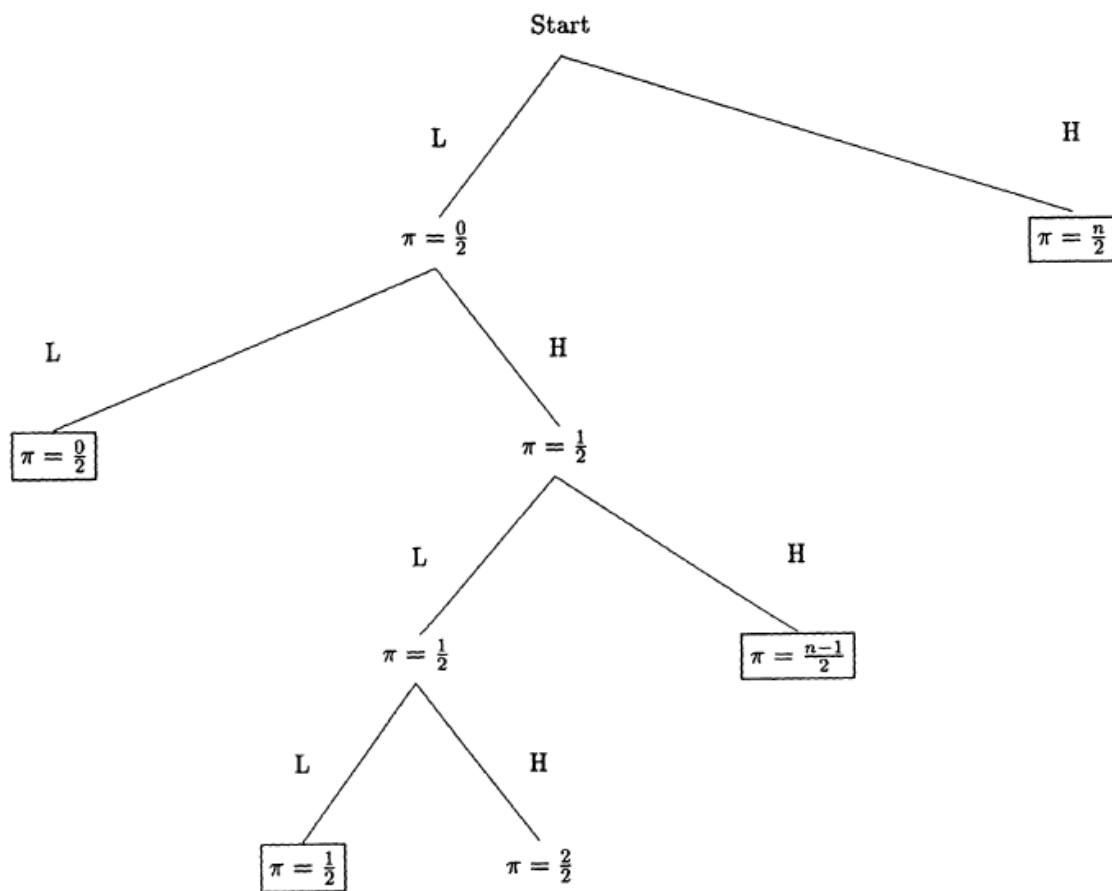 Start
L
H
π = 0/2
π = n/2
L
H
π = 0/2
π = 1/2
L
H
π = 1/2
π = n−1/2
L
H
π = 1/2
π = 2/2